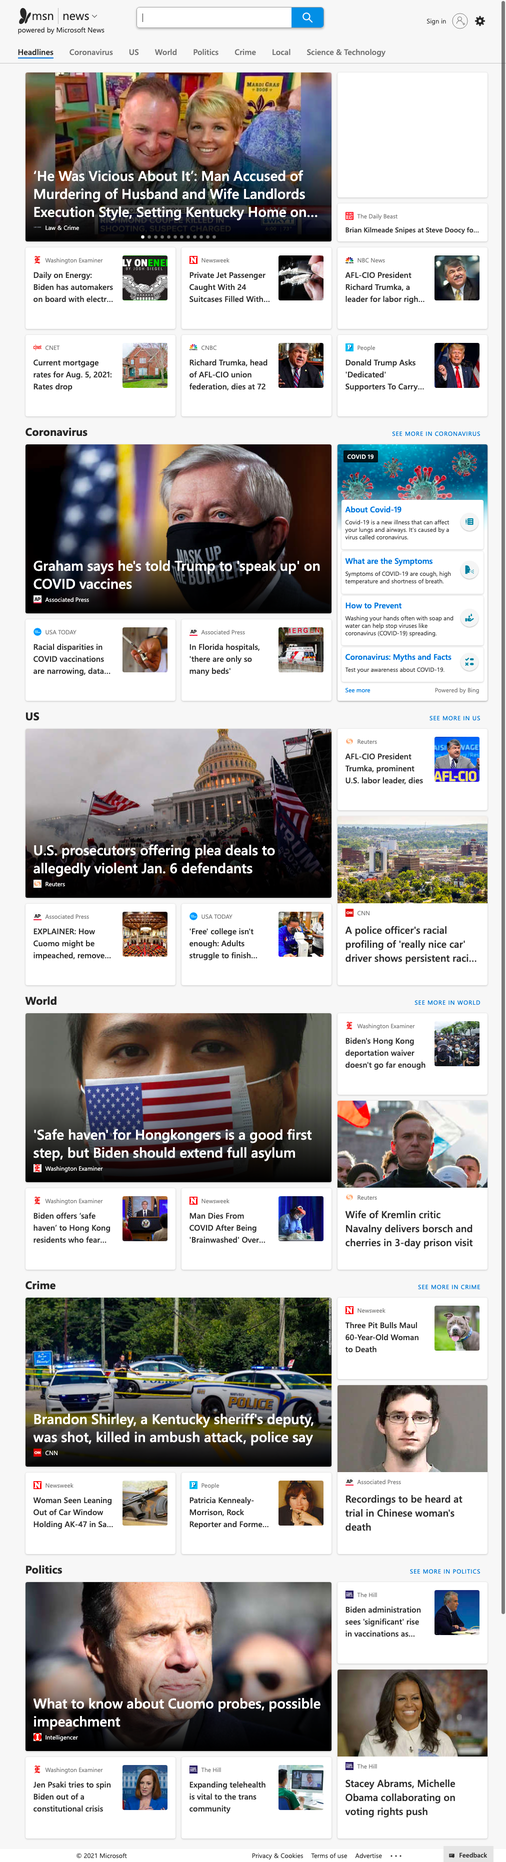 msn | news
powered by Microsoft News
Sign in
Headlines Coronavirus US World Politics Crime Local Science & Technology
MARDI GRAS
'He Was Vicious About It': Man Accused of
Murdering of Husband and Wife Landlords
Execution Style, Setting Kentucky Home on...
Law & Crime
The Daily Beast
Brian Kilmeade Snipes at Steve Doocy fo...
Washington Examiner
Daily on Energy:
Biden has automakers
on board with electr...
Newsweek
Private Jet Passenger
Caught With 24
Suitcases Filled With...
NBC News
AFL-CIO President
Richard Trumka, a
leader for labor righ...
CNET
Current mortgage
rates for Aug. 5, 2021:
Rates drop
CNBC
Richard Trumka, head
of AFL-CIO union
federation, dies at 72
People
Donald Trump Asks
'Dedicated'
Supporters To Carry...
Coronavirus
SEE MORE IN CORONAVIRUS
MASK UP
THE BORDER
Graham says he's told Trump to 'speak up' on
COVID vaccines
Associated Press
COVID 19
About Covid-19
Covid-19 is a new illness that can affect
your lungs and airways. It's caused by a
virus called coronavirus.
What are the Symptoms
Symptoms of COVID-19 are cough, high
temperature and shortness of breath.
How to Prevent
Washing your hands often with soap and
water can help stop viruses like
coronavirus (COVID-19) spreading.
Coronavirus: Myths and Facts
Test your awareness about COVID-19.
See more
Powered by Bing
USA TODAY
Racial disparities in
COVID vaccinations
are narrowing, data...
Associated Press
In Florida hospitals,
'there are only so
many beds'
US
SEE MORE IN US
TRUMP
U.S. prosecutors offering plea deals to
allegedly violent Jan. 6 defendants
Reuters
Reuters
AFL-CIO President
Trumka, prominent
U.S. labor leader, dies
AFL-CIO
CNN
A police officer's racial
profiling of 'really nice car'
driver shows persistent raci...
Associated Press
EXPLAINER: How
Cuomo might be
impeached, remove...
USA TODAY
'Free' college isn't
enough: Adults
struggle to finish...
World
SEE MORE IN WORLD
'Safe haven' for Hongkongers is a good first
step, but Biden should extend full asylum
Washington Examiner
Washington Examiner
Biden's Hong Kong
deportation waiver
doesn't go far enough
Reuters
Wife of Kremlin critic
Navalny delivers borsch and
cherries in 3-day prison visit
Washington Examiner
Biden offers 'safe
haven' to Hong Kong
residents who fear...
Newsweek
Man Dies From
COVID After Being
'Brainwashed' Over...
Crime
SEE MORE IN CRIME
POLICE
Brandon Shirley, a Kentucky sheriff's deputy,
was shot, killed in ambush attack, police say
CNN
Newsweek
Three Pit Bulls Maul
60-Year-Old Woman
to Death
Associated Press
Recordings to be heard at
trial in Chinese woman's
death
Newsweek
Woman Seen Leaning
Out of Car Window
Holding AK-47 in Sa...
People
Patricia Kennealy-
Morrison, Rock
Reporter and Forme...
Politics
SEE MORE IN POLITICS
What to know about Cuomo probes, possible
impeachment
Intelligencer
The Hill
Biden administration
sees 'significant' rise
in vaccinations as...
The Hill
Stacey Abrams, Michelle
Obama collaborating on
voting rights push
Washington Examiner
Jen Psaki tries to spin
Biden out of a
constitutional crisis
The Hill
Expanding telehealth
is vital to the trans
community
© 2021 Microsoft
Privacy & Cookies Terms of use Advertise
Feedback